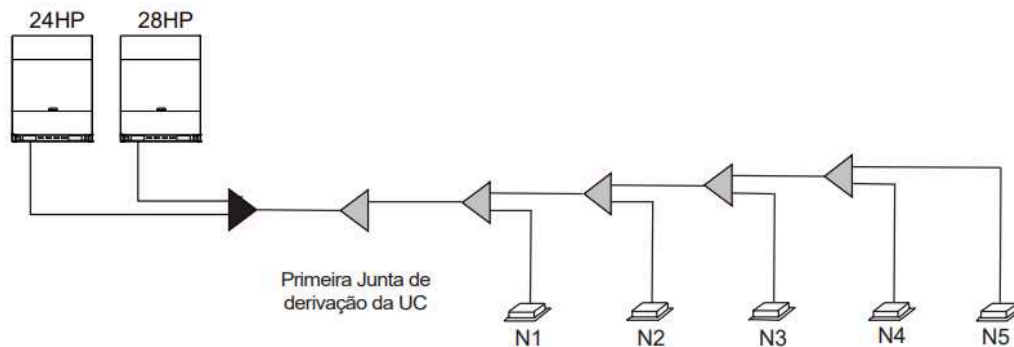 24HP
28HP
Primeira Junta de
derivação da UC
N1
N2
N3
N4
N5